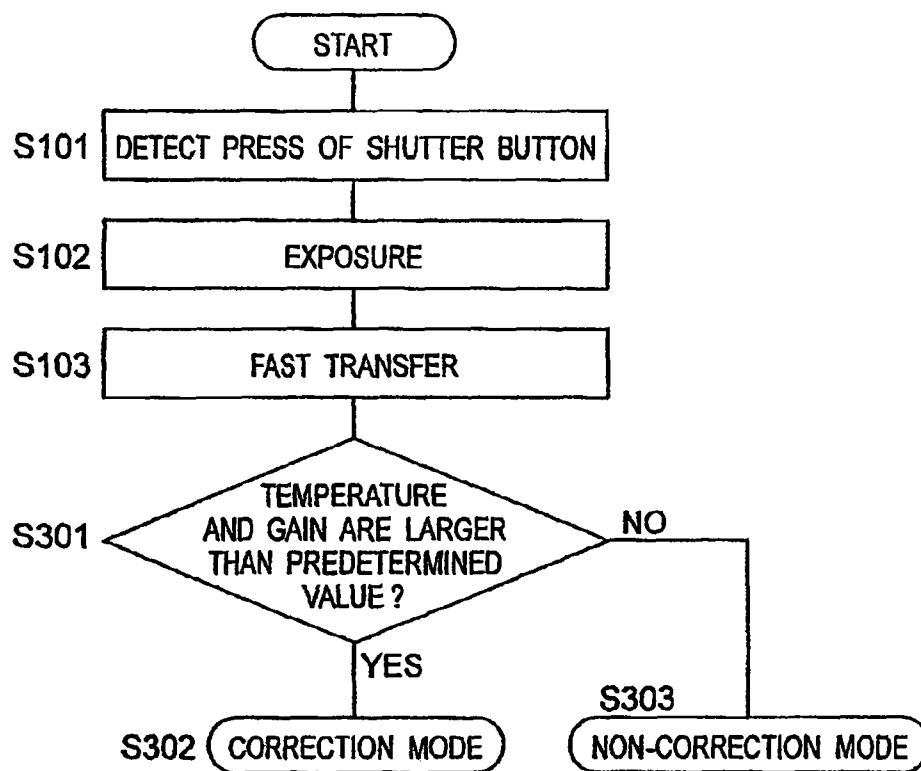 START
S101 DETECT PRESS OF SHUTTER BUTTON
S102 EXPOSURE
S103 FAST TRANSFER
S301 TEMPERATURE
AND GAIN ARE LARGER
THAN PREDETERMINED
VALUE?
NO
YES
S302 CORRECTION MODE
S303
NON-CORRECTION MODE